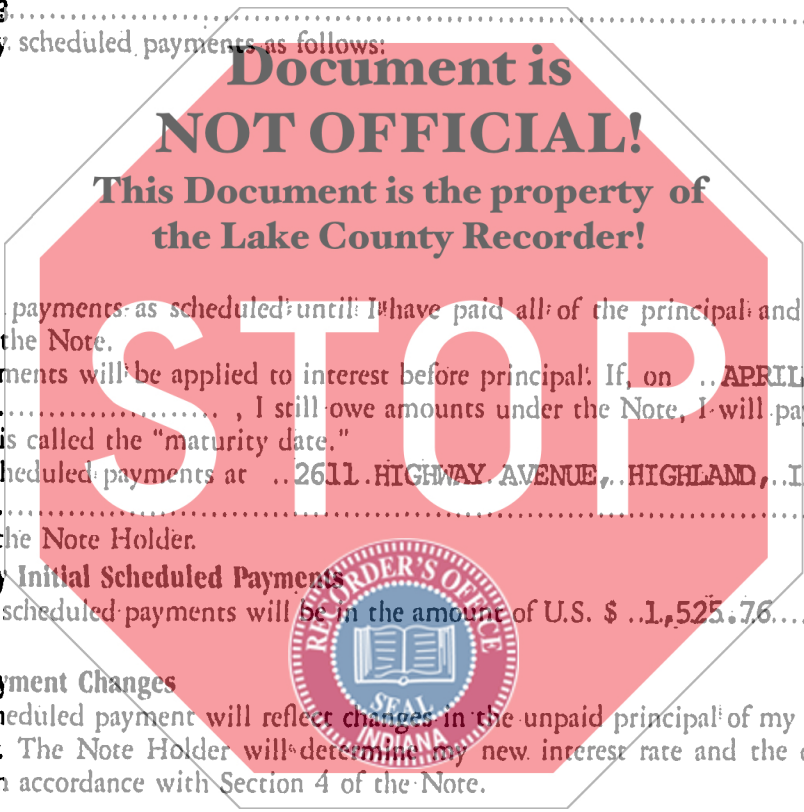 scheduled payments as follows:
Document is
NOT OFFICIAL!
This Document is the property of
the Lake County Recorder!
payments as scheduled until I have paid all of the principal and
the Note.
ments will be applied to interest before principal. If, on ..APRIL
...................... , I still owe amounts under the Note, I will pay
is called the "maturity date."
heduled payments at ..2611 HIGHWAY AVENUE, HIGHLAND, I
STOP
he Note Holder.
Initial Scheduled Payments
scheduled payments will be in the amount of U.S. $ ..1,525.76....
RECORDER'S OFFICE
SEAL
INDIANA
yment Changes
heduled payment will reflect changes in the unpaid principal of my
. The Note Holder will determine my new interest rate and the
n accordance with Section 4 of the Note.